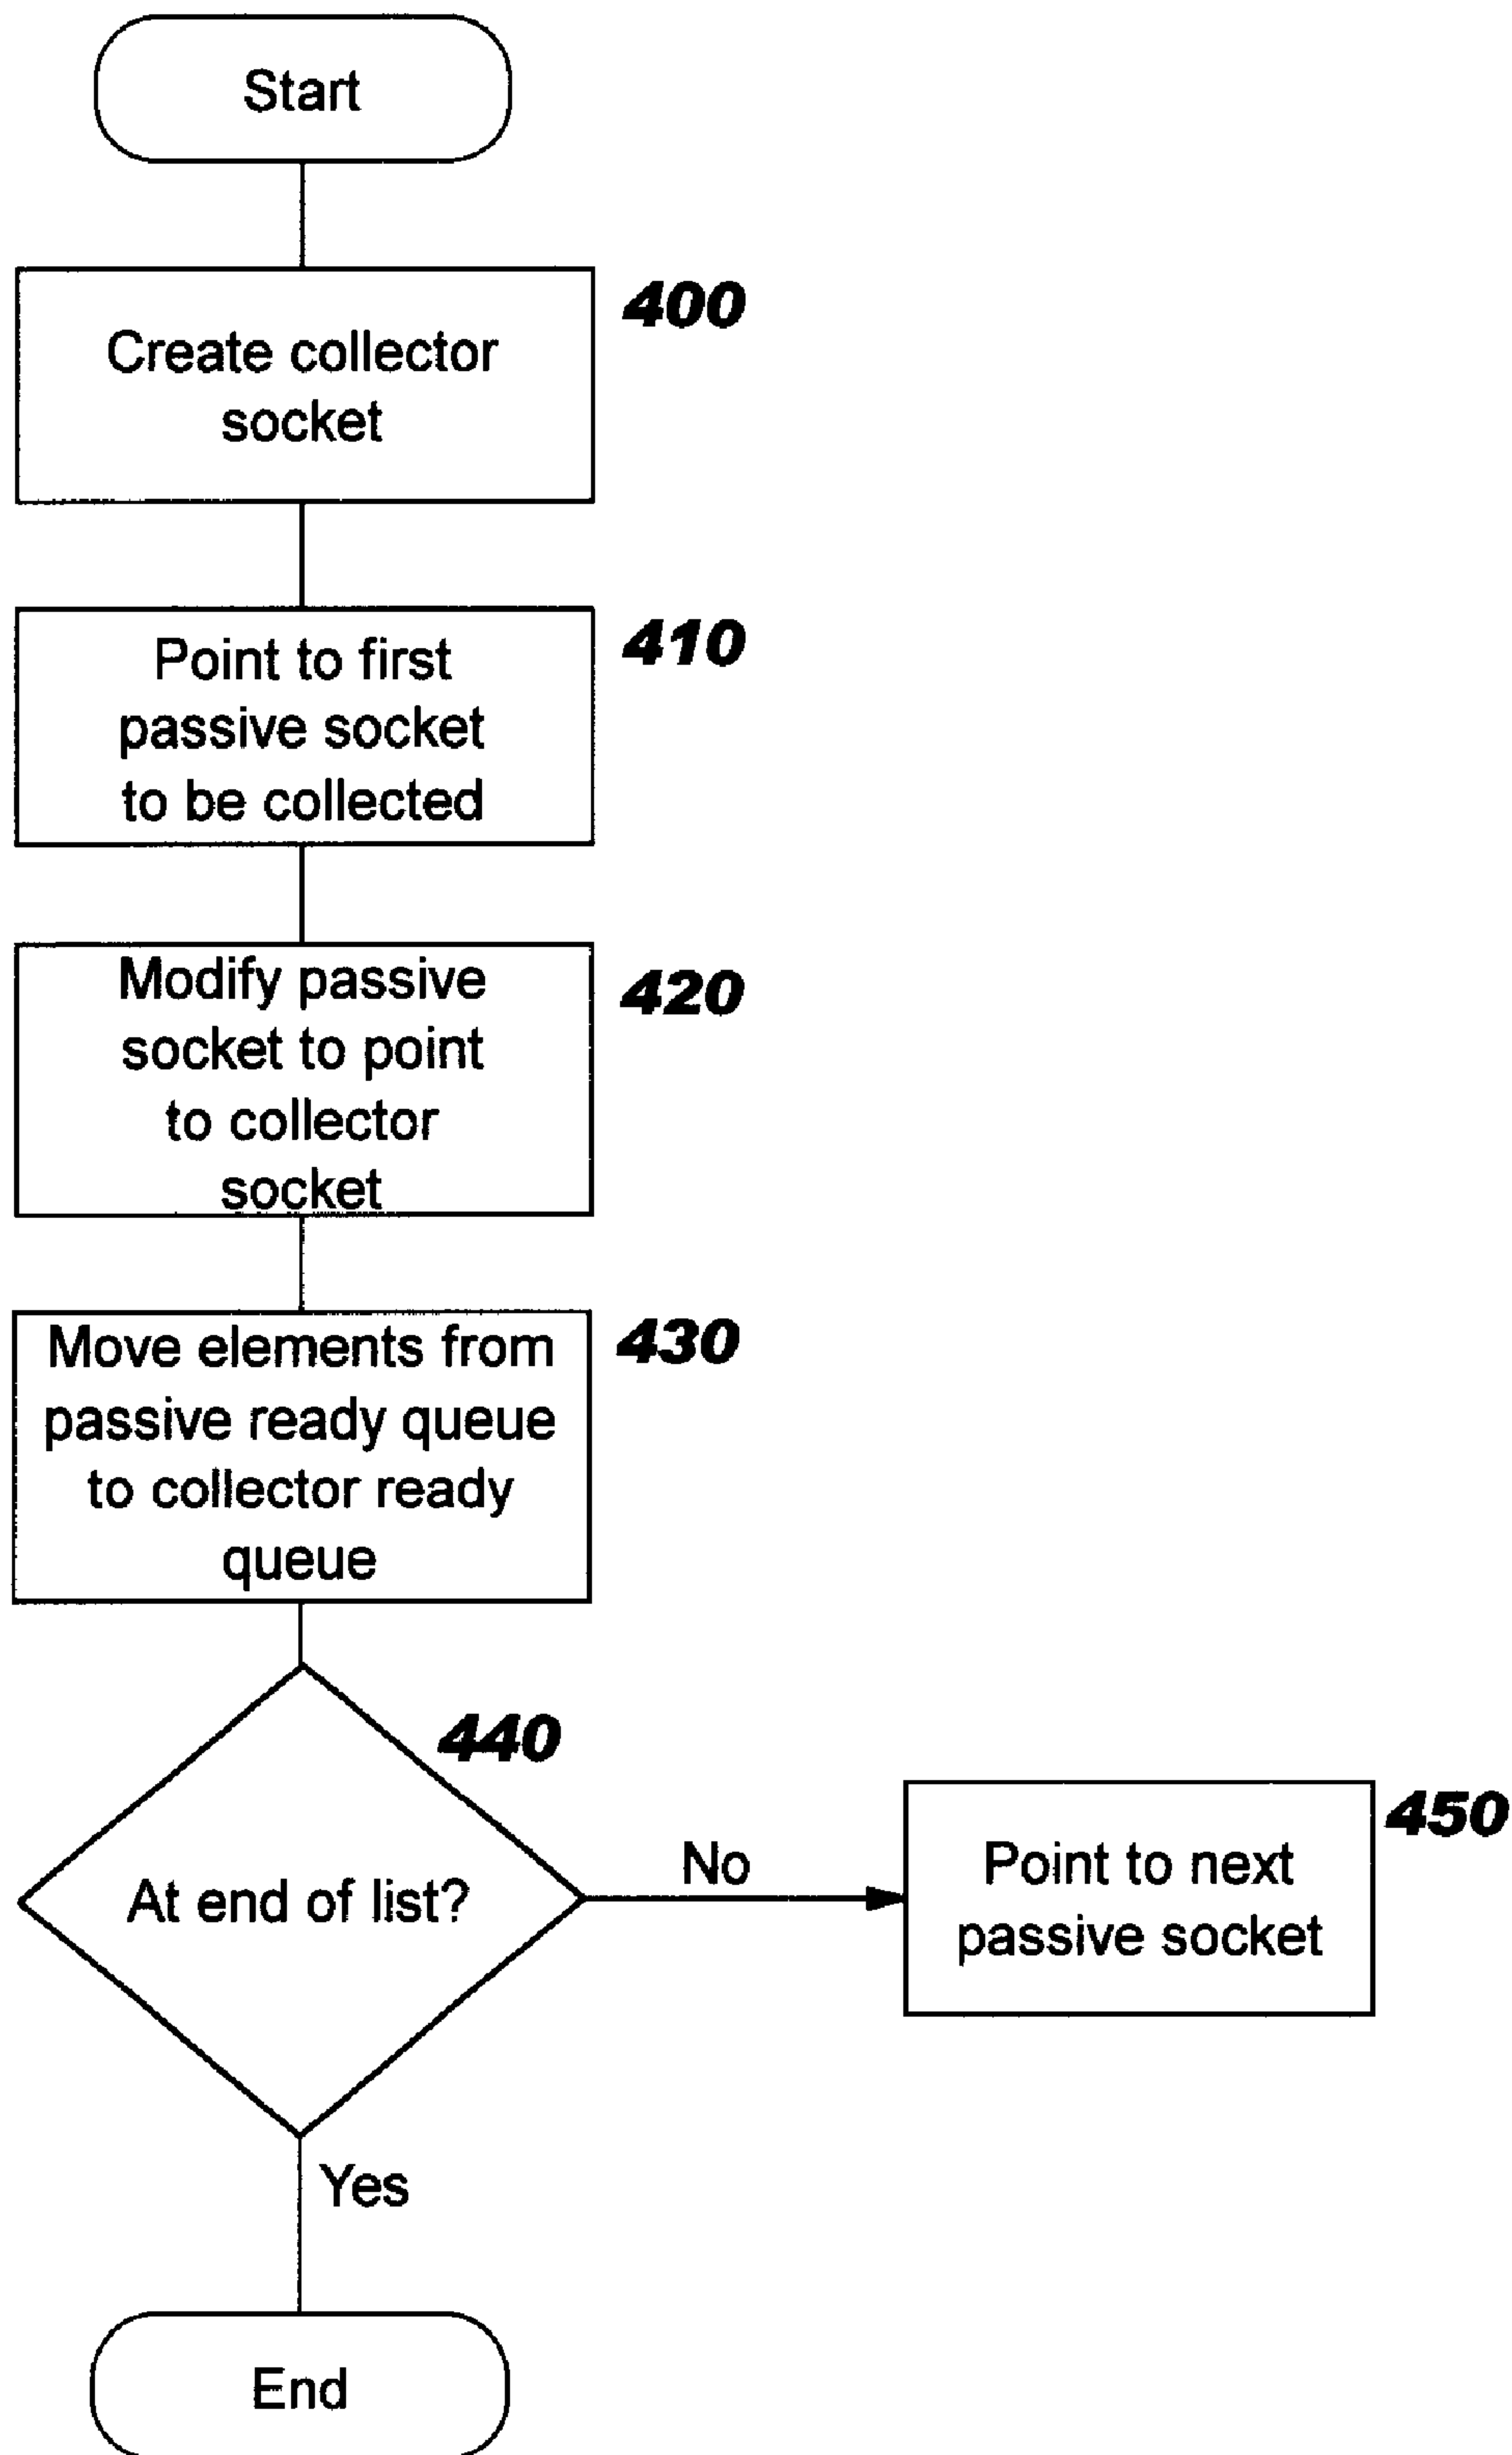 Start
400
Create collector
socket
410
Point to first
passive socket
to be collected
420
Modify passive
socket to point
to collector
socket
430
Move elements from
passive ready queue
to collector ready
queue
440
At end of list?
No
450
Point to next
passive socket
Yes
End